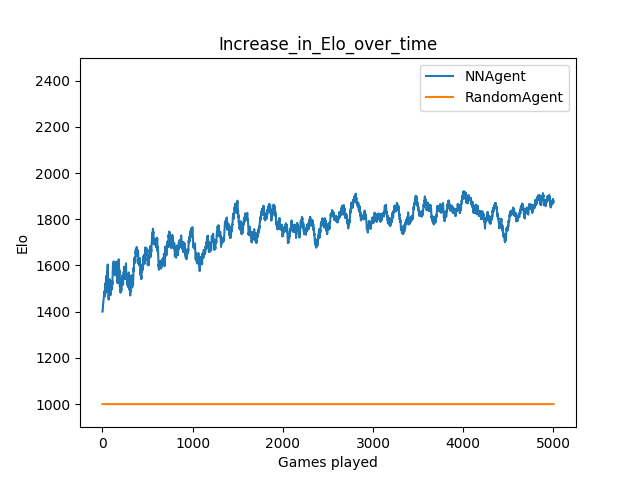 Increase_in_Elo_over_time
NNAgent
RandomAgent
2400
2200
2000
1800
1600
1400
1200
1000
Elo
0 1000 2000 3000 4000 5000
Games played